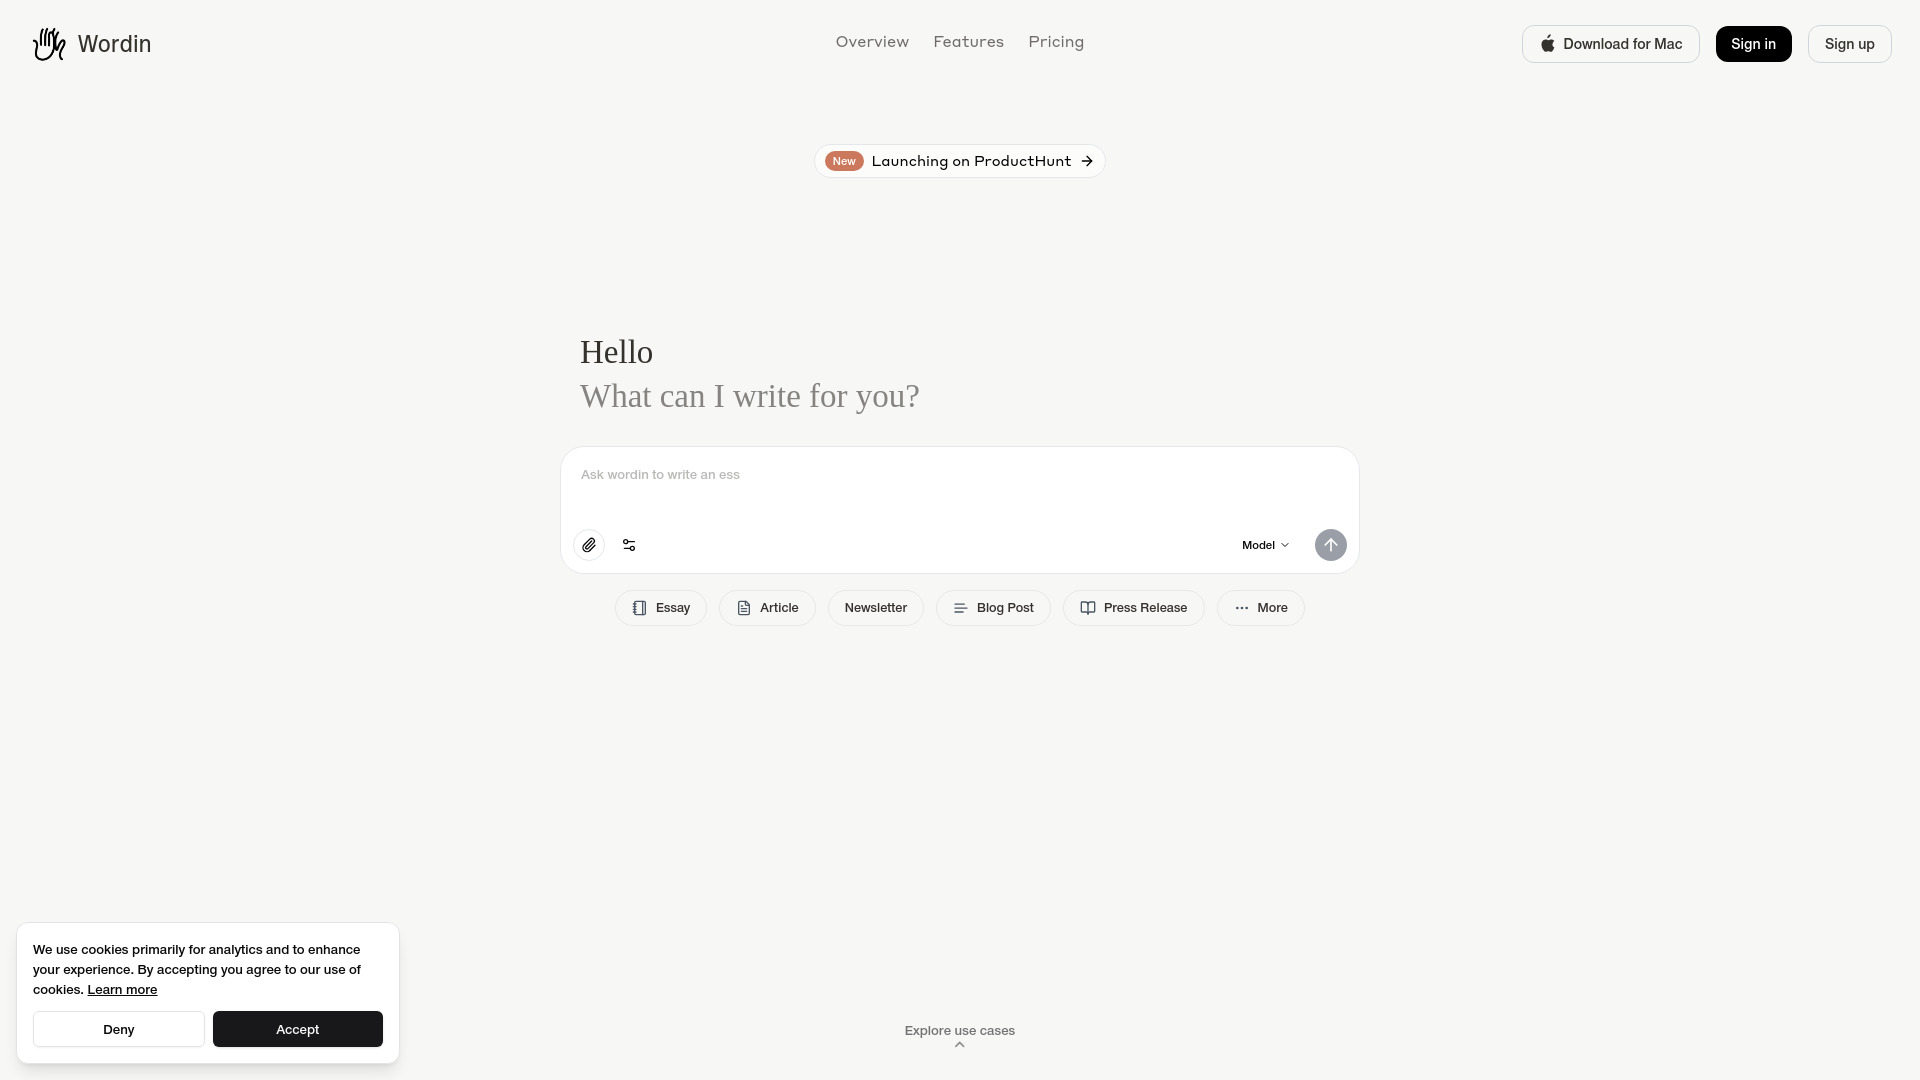 Wordin
Overview Features Pricing
Download for Mac
Sign in
Sign up
New Launching on ProductHunt
Hello
What can I write for you?
Ask wordin to write an ess
Model
Essay
Article
Newsletter
Blog Post
Press Release
More
We use cookies primarily for analytics and to enhance
your experience. By accepting you agree to our use of
cookies. Learn more
Deny
Accept
Explore use cases